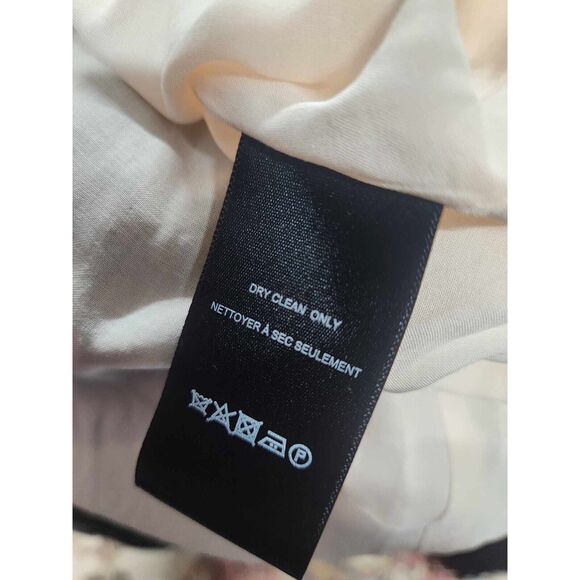 DRY CLEAN ONLY
NETTOYER À SEC SEULEMENT
P